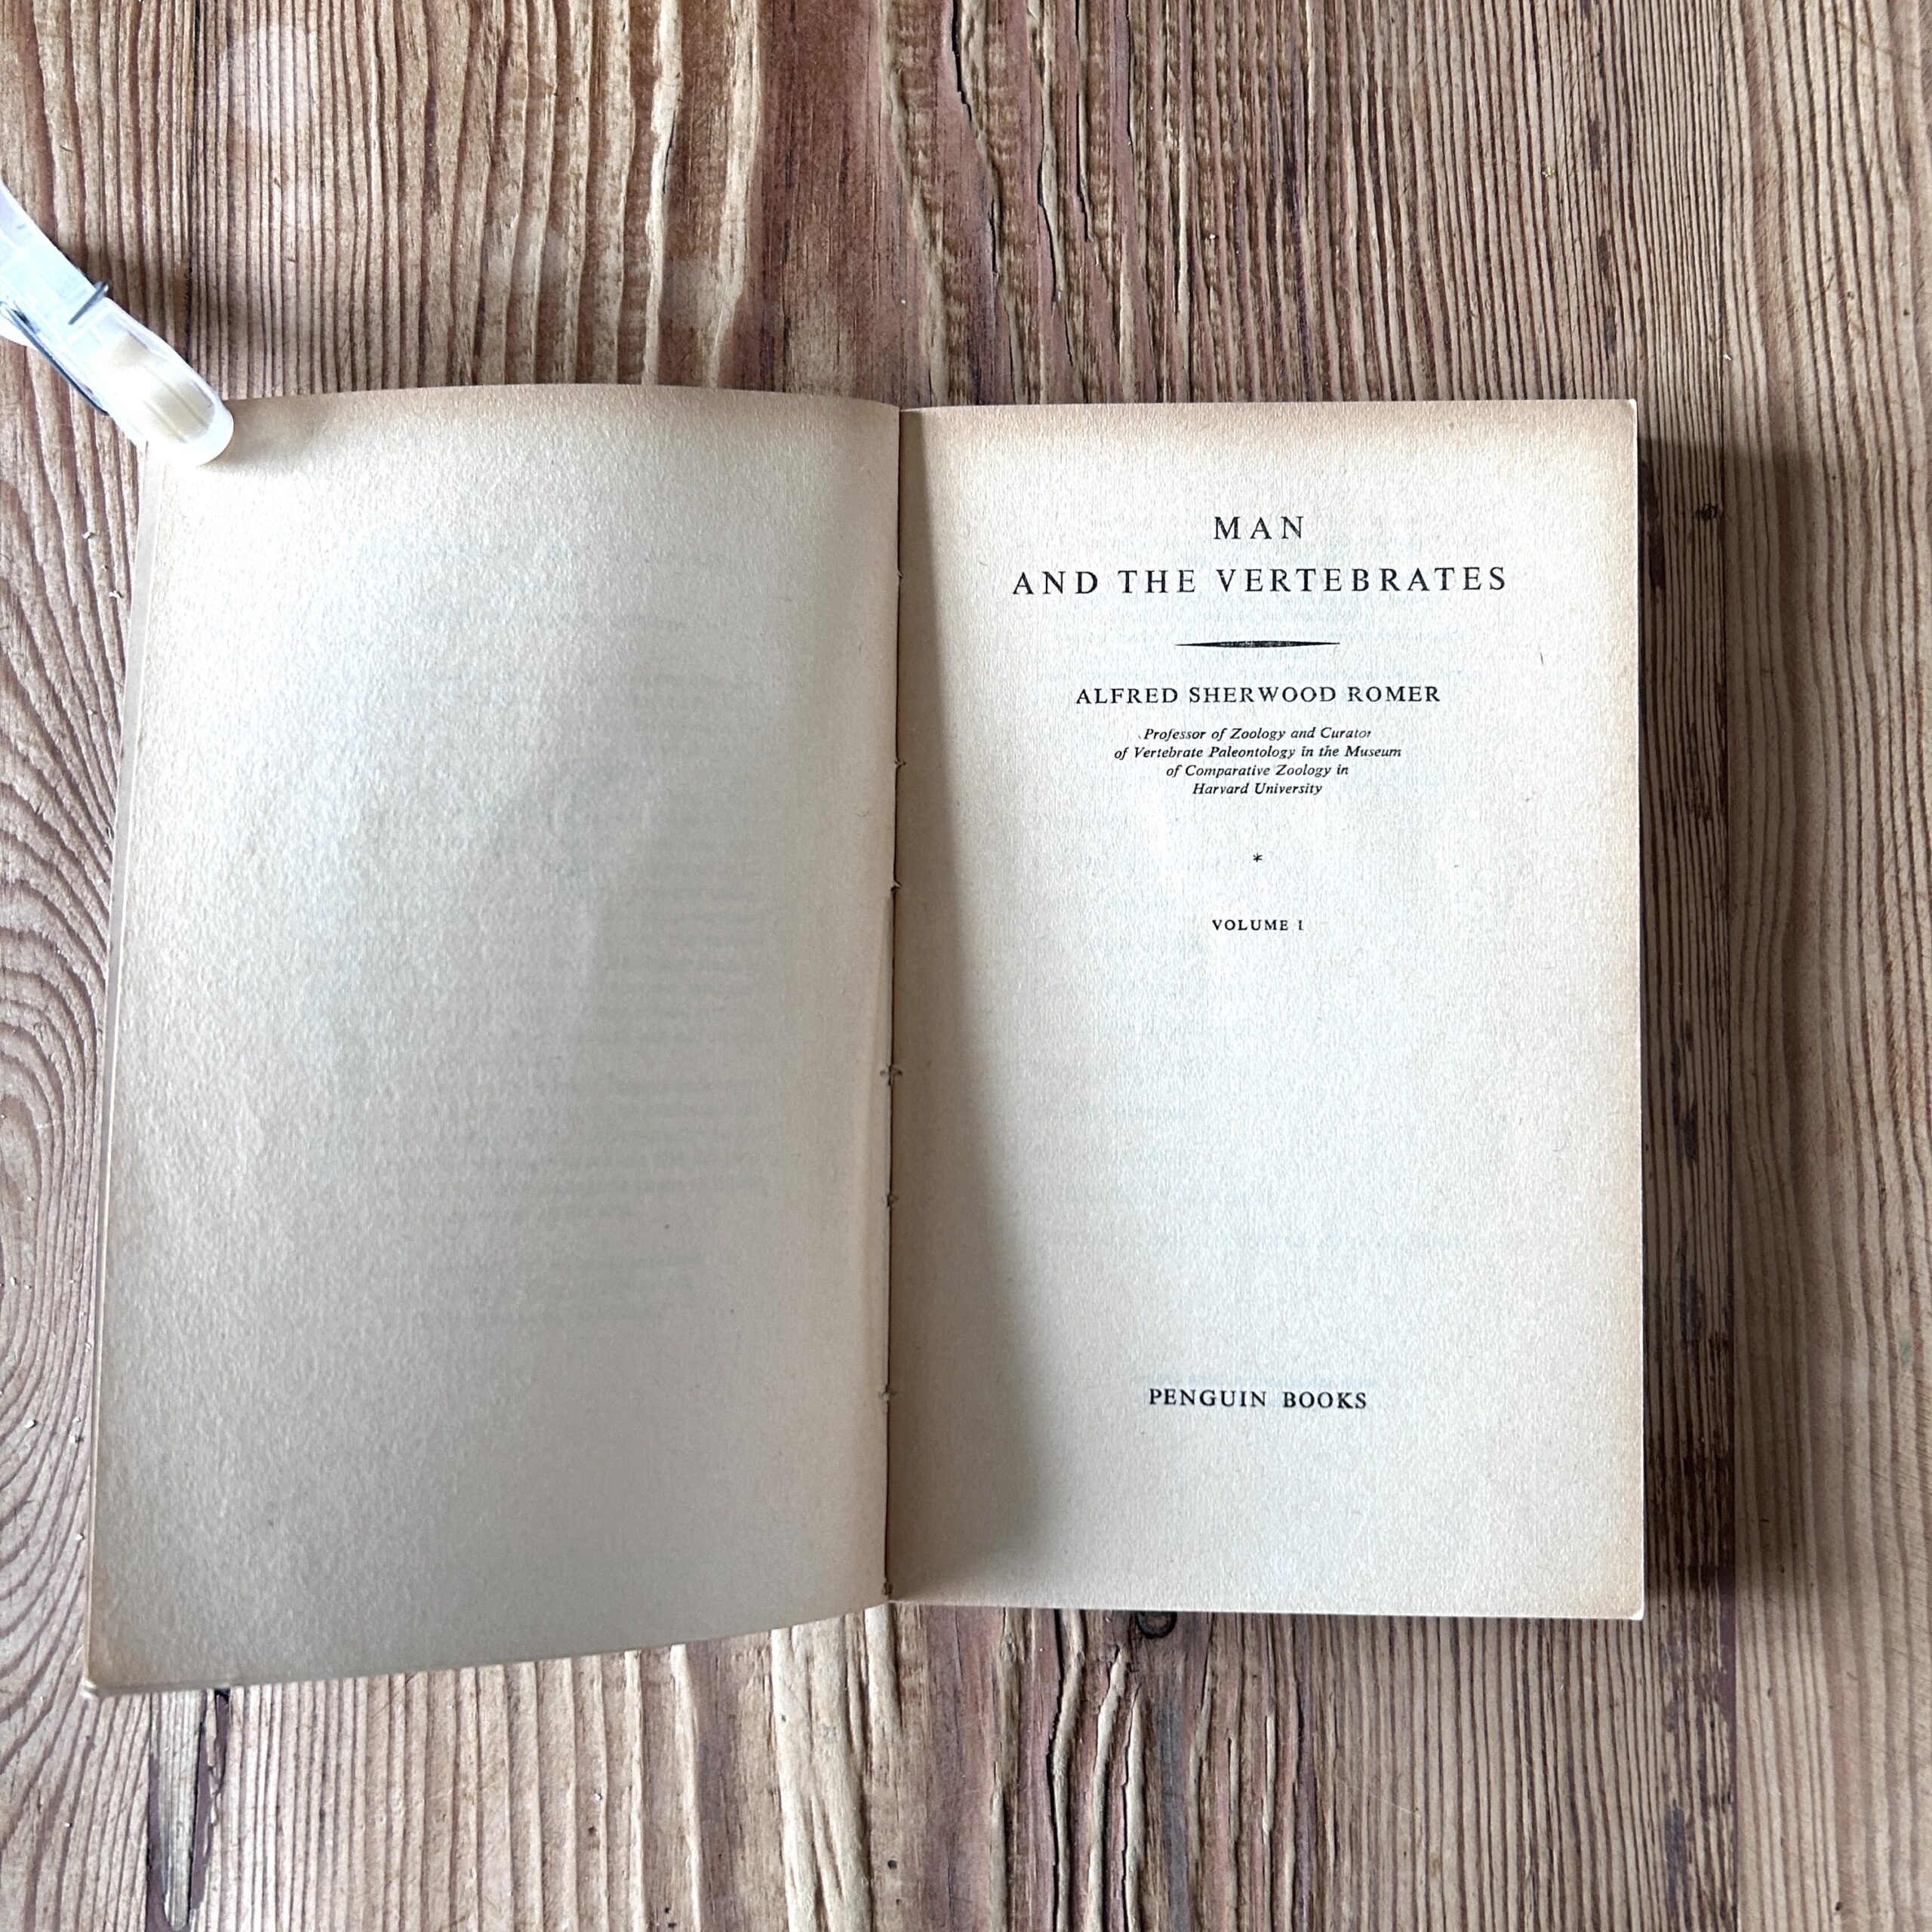 MAN
AND THE VERTEBRATES
ALFRED SHERWOOD ROMER
Professor of Zoology and Curator
of Vertebrate Paleontology in the Museum
of Comparative Zoology in
Harvard University
*
VOLUME I
PENGUIN BOOKS